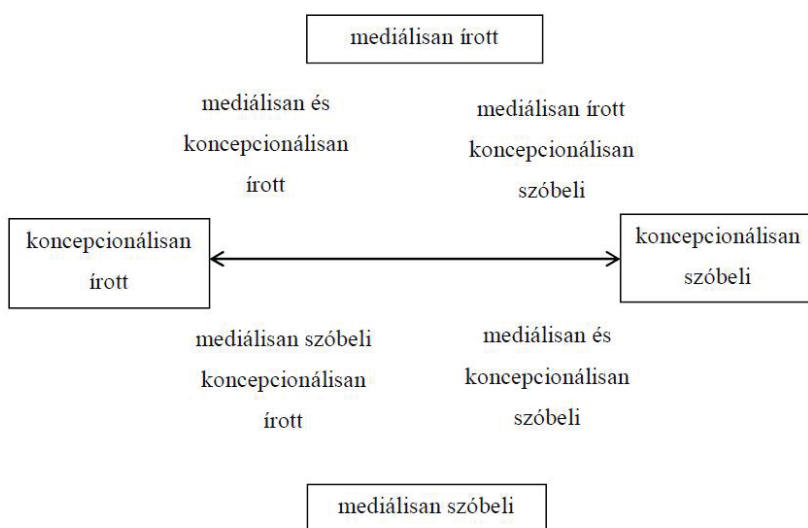 mediálisan írott
mediálisan és
koncepcionálisan
írott
mediálisan írott
koncepcionálisan
szóbeli
koncepcionálisan
írott
koncepcionálisan
szóbeli
mediálisan szóbeli
koncepcionálisan
írott
mediálisan és
koncepcionálisan
szóbeli
mediálisan szóbeli